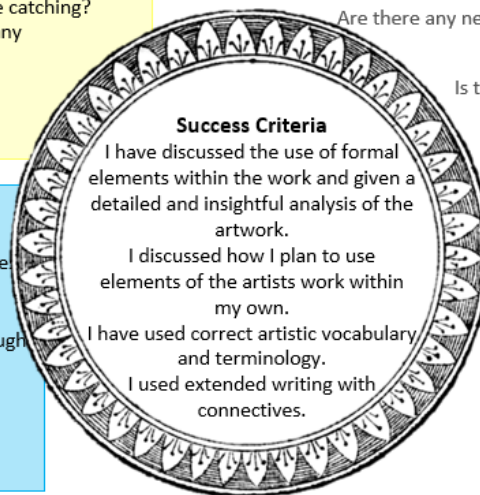 e catching?
ny
Are there any ne
Is t
Success Criteria
I have discussed the use of formal
elements within the work and given a
detailed and insightful analysis of the
artwork.
I discussed how I plan to use
elements of the artists work within
my own.
I have used correct artistic vocabulary
and terminology.
I used extended writing with
connectives.
e
ugh